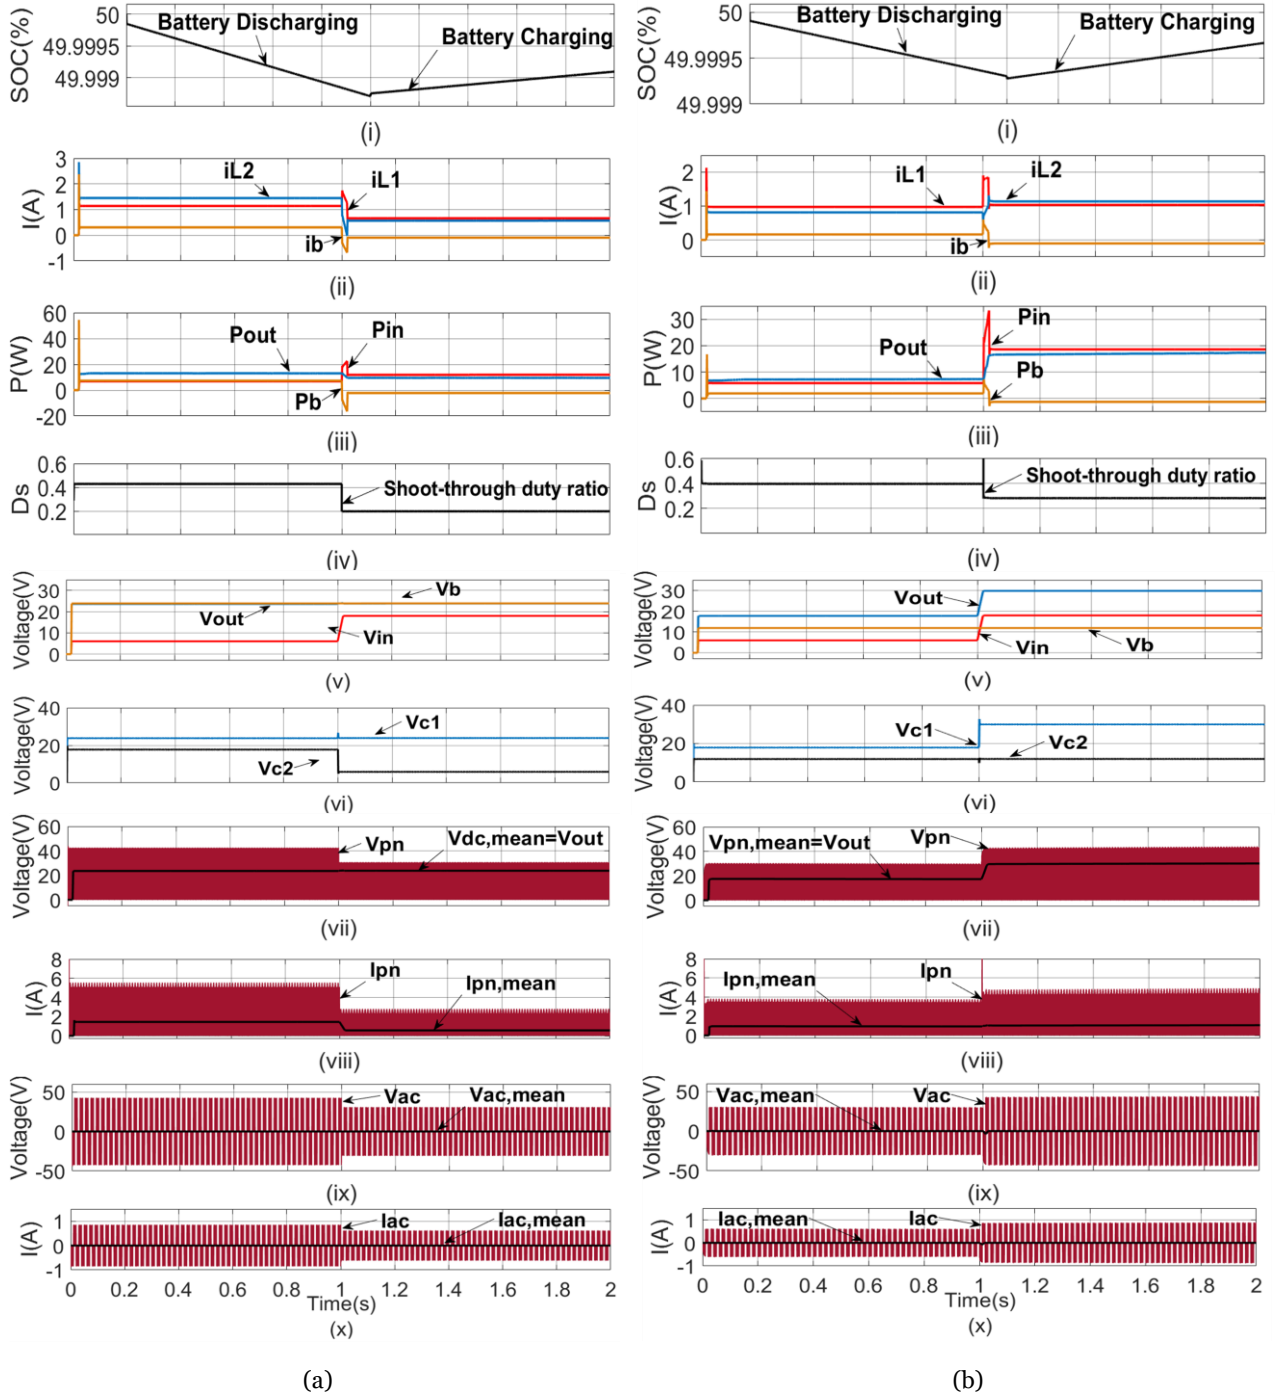 50
Battery Discharging
49.9995
Battery Charging
49.999
SOC(%)
(i)
3
2
1
0
-1
I(A)
iL2
iL1
ib
(ii)
60
40
20
0
-20
P(W)
Pout
Pin
Pb
(iii)
0.6
0.4
0.2
Ds
Shoot-through duty ratio
(iv)
30
20
10
0
Voltage(V)
Vb
Vout
Vin
(v)
40
20
0
Voltage(V)
Vc1
Vc2
(vi)
60
40
20
0
Voltage(V)
Vpn
Vdc,mean=Vout
(vii)
8
6
4
2
0
I(A)
Ipn
Ipn,mean
(viii)
50
0
-50
Voltage(V)
Vac
Vac,mean
(ix)
1
0
-1
I(A)
Iac
Iac,mean
0 0.2 0.4 0.6 0.8 1 1.2 1.4 1.6 1.8 2
Time(s)
(x)
(a)
50
Battery Discharging
Battery Charging
49.9995
49.999
SOC(%)
(i)
2
1
0
I(A)
iL1
iL2
ib
(ii)
30
20
10
0
P(W)
Pin
Pout
Pb
(iii)
0.6
0.4
0.2
Ds
Shoot-through duty ratio
(iv)
30
20
10
0
Voltage(V)
Vout
Vin
Vb
(v)
40
20
0
Voltage(V)
Vc1
Vc2
(vi)
60
40
20
0
Voltage(V)
Vpn,mean=Vout
Vpn
(vii)
8
6
4
2
0
I(A)
Ipn,mean
Ipn
(viii)
50
0
-50
Voltage(V)
Vac,mean
Vac
(ix)
1
0
-1
I(A)
Iac,mean
Iac
0 0.2 0.4 0.6 0.8 1 1.2 1.4 1.6 1.8 2
Time(s)
(x)
(b)